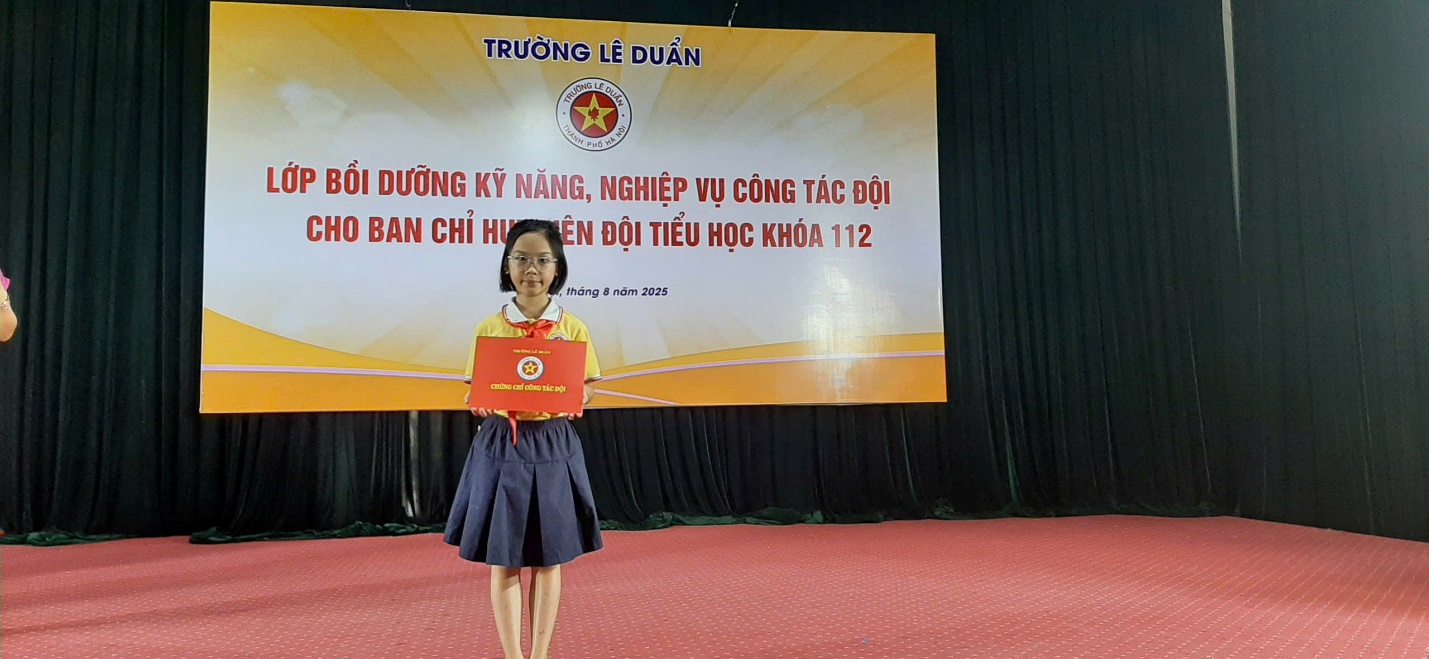 TRƯỜNG LÊ DUẨN
TRƯỜNG LÊ DUẨN
THÀNH PHỐ HÀ NỘI
LỚP BỒI DƯỠNG KỸ NĂNG, NGHIỆP VỤ CÔNG TÁC ĐỘI
CHO BAN CHỈ ĐỘI TIỂU HỌC KHÓA 112
, tháng 8 năm 2025
TRƯỜNG LÊ DUẨN
CHỨNG CHỈ CÔNG TÁC ĐỘI